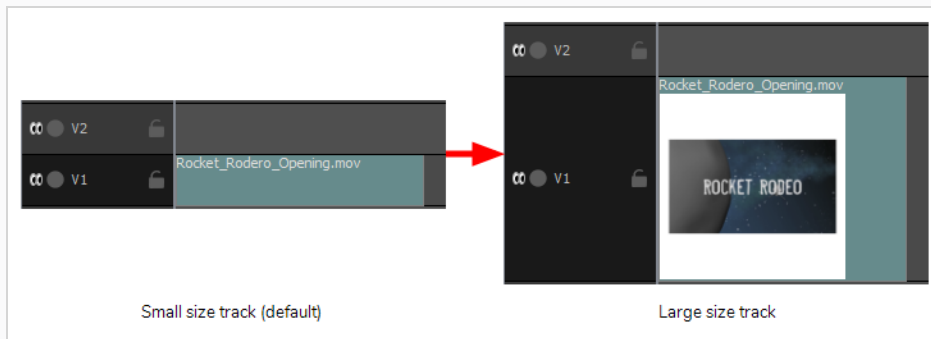 V2
V1
Rocket_Rodero_Opening.mov
Small size track (default)
V2
Rocket_Rodero_Opening.mov
V1
ROCKET RODEO
Large size track